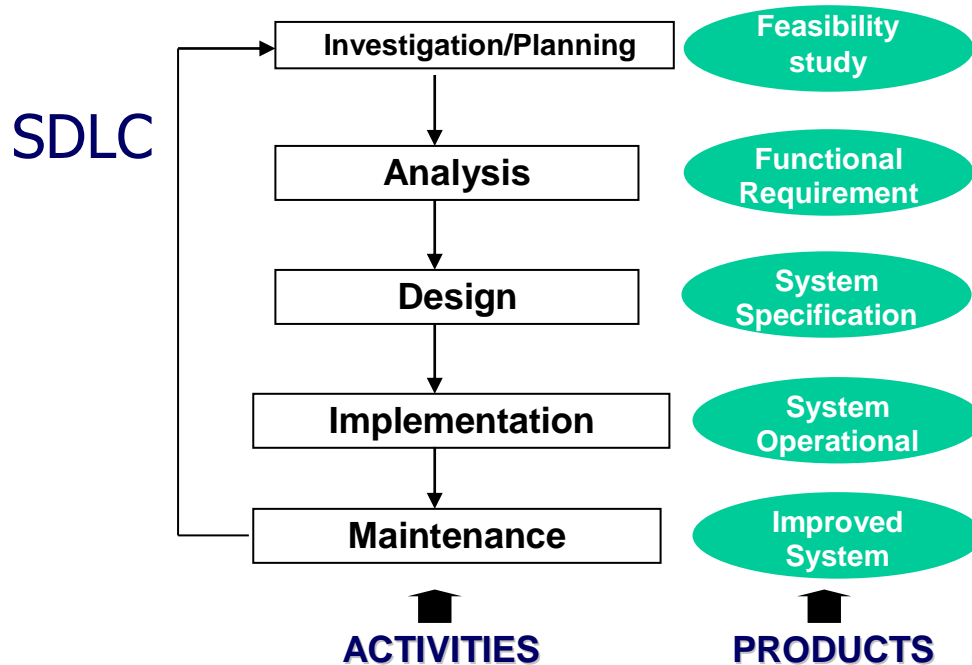 Investigation/Planning
Feasibility
study
SDLC
Analysis
Functional
Requirement
Design
System
Specification
Implementation
System
Operational
Maintenance
Improved
System
ACTIVITIES
PRODUCTS